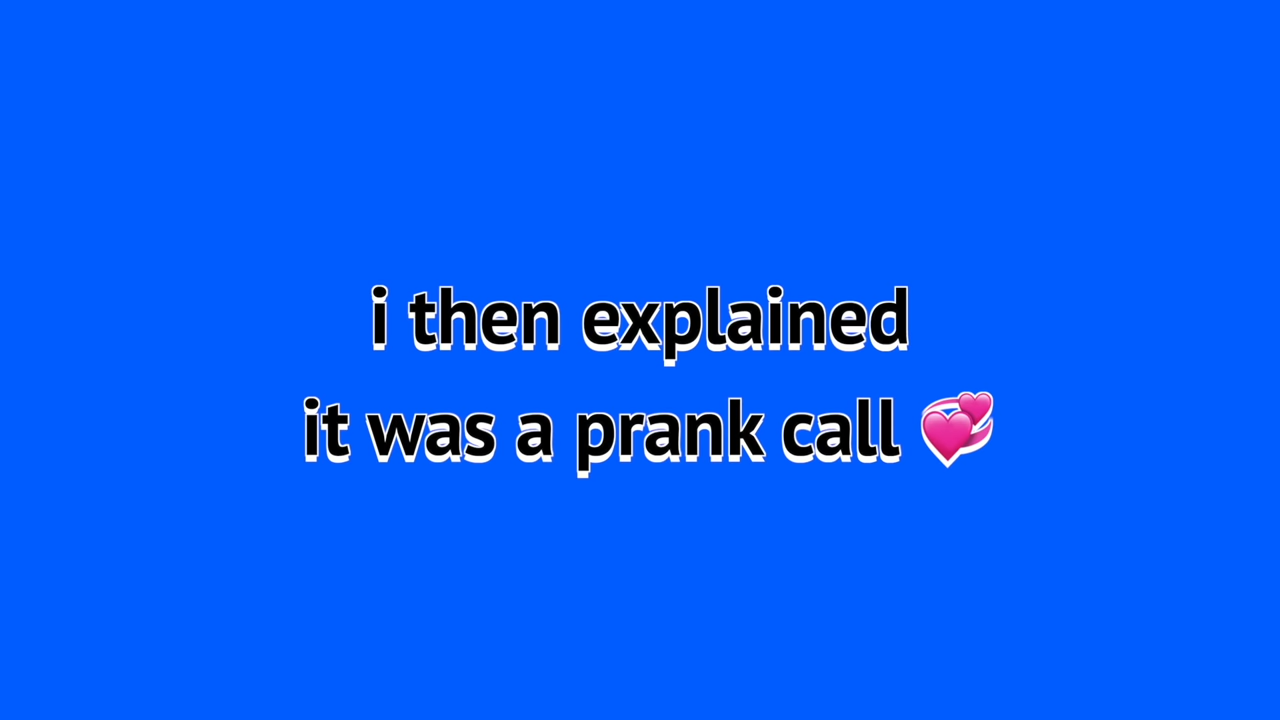 i then explained
it was a prank call 💞